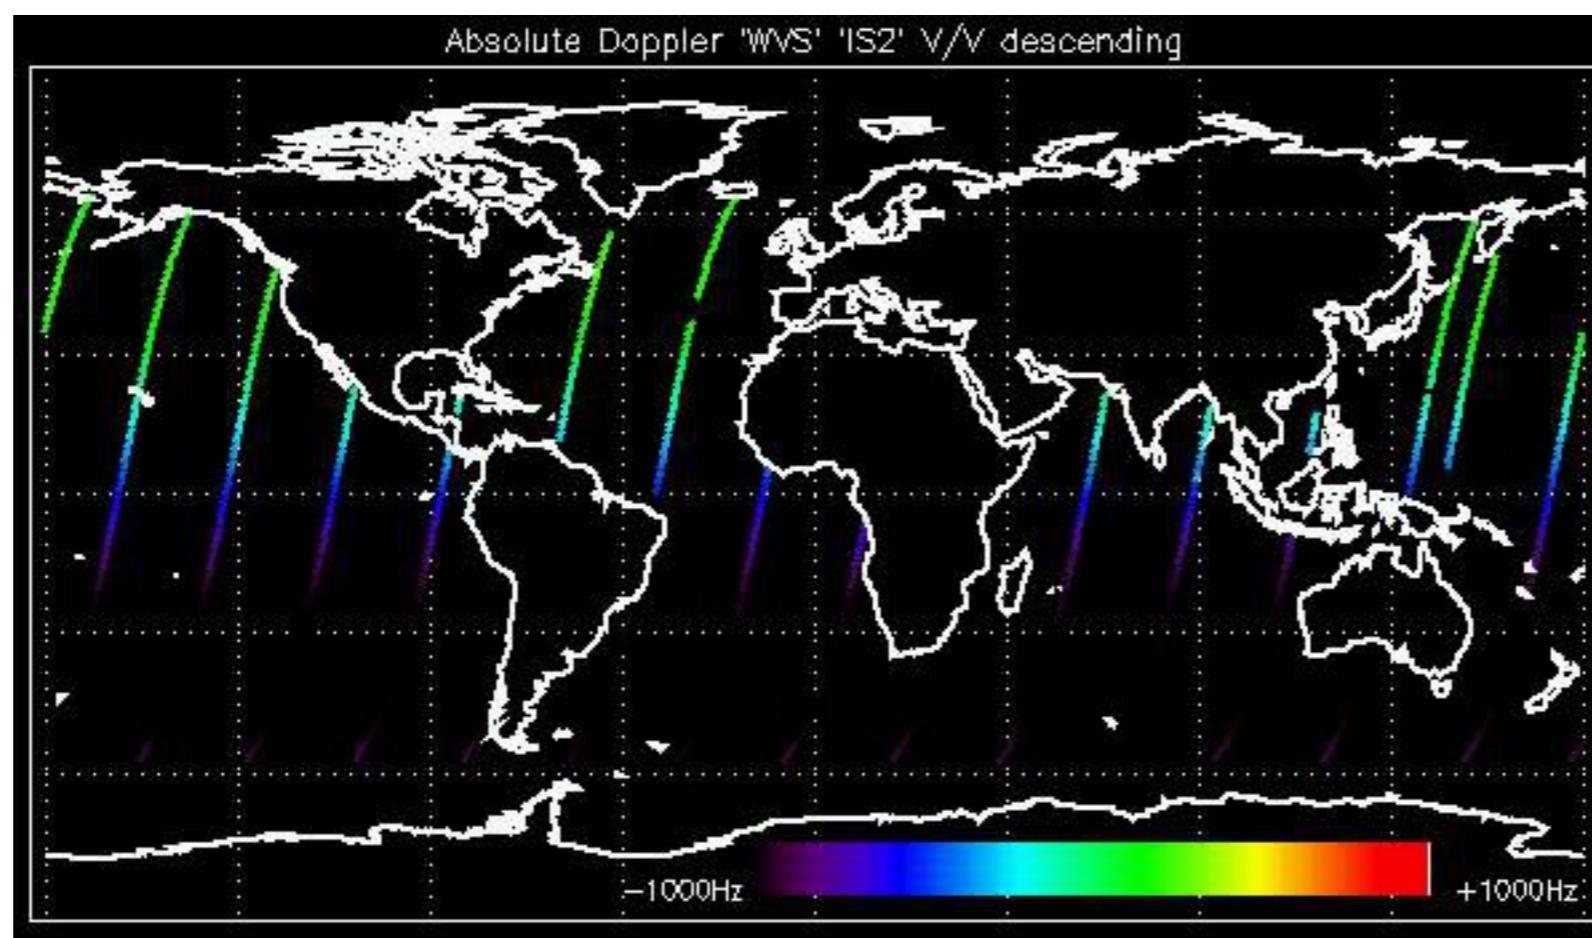 Absolute Doppler 'WVS' 'IS2' V/V descending
−1000Hz +1000Hz